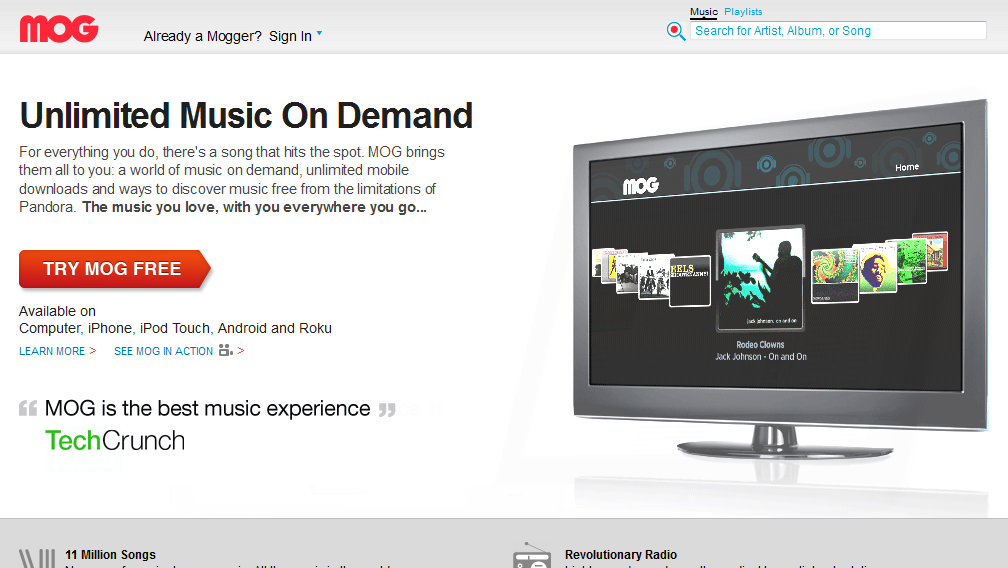 MOG
Already a Mogger? Sign In
Music Playlists
Search for Artist, Album, or Song
Unlimited Music On Demand
For everything you do, there's a song that hits the spot. MOG brings
them all to you: a world of music on demand, unlimited mobile
downloads and ways to discover music free from the limitations of
Pandora. The music you love, with you everywhere you go...
TRY MOG FREE
Available on
Computer, iPhone, iPod Touch, Android and Roku
LEARN MORE > SEE MOG IN ACTION >
“ MOG is the best music experience ”
TechCrunch
MOG
Home
Jack Johnson, on and on
Rodeo Clowns
Jack Johnson - On and On
11 Million Songs
Revolutionary Radio